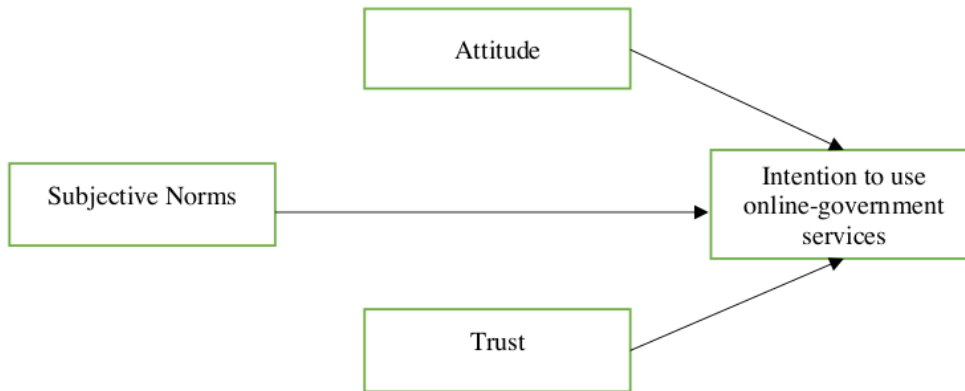 Attitude
Subjective Norms
Intention to use
online-government
services
Trust